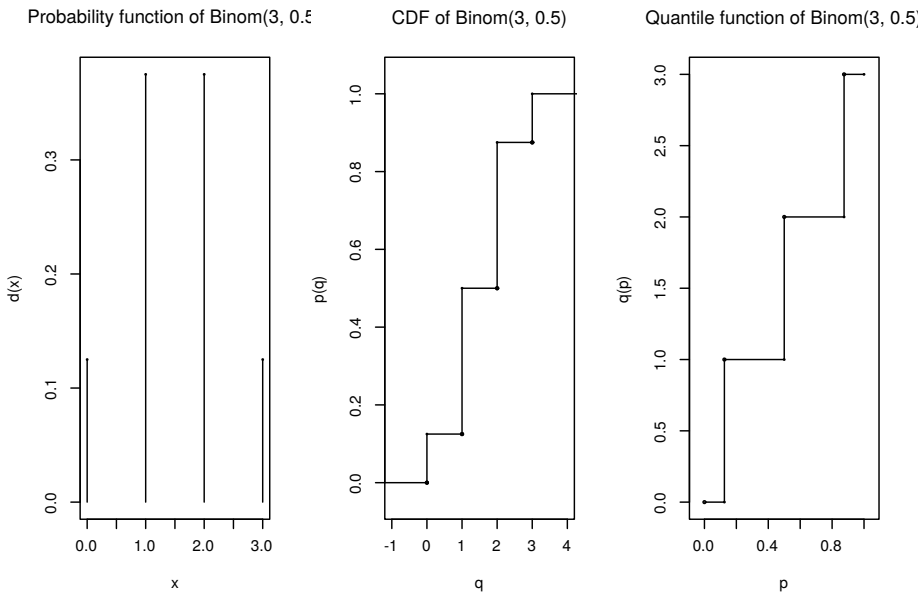 Probability function of Binom(3, 0.5
d(x)
0.0 0.1 0.2 0.3
0.0 1.0 2.0 3.0
x
CDF of Binom(3, 0.5)
p(q)
0.0 0.2 0.4 0.6 0.8 1.0
-1 0 1 2 3 4
q
Quantile function of Binom(3, 0.5)
q(p)
0.0 0.5 1.0 1.5 2.0 2.5 3.0
0.0 0.4 0.8
p